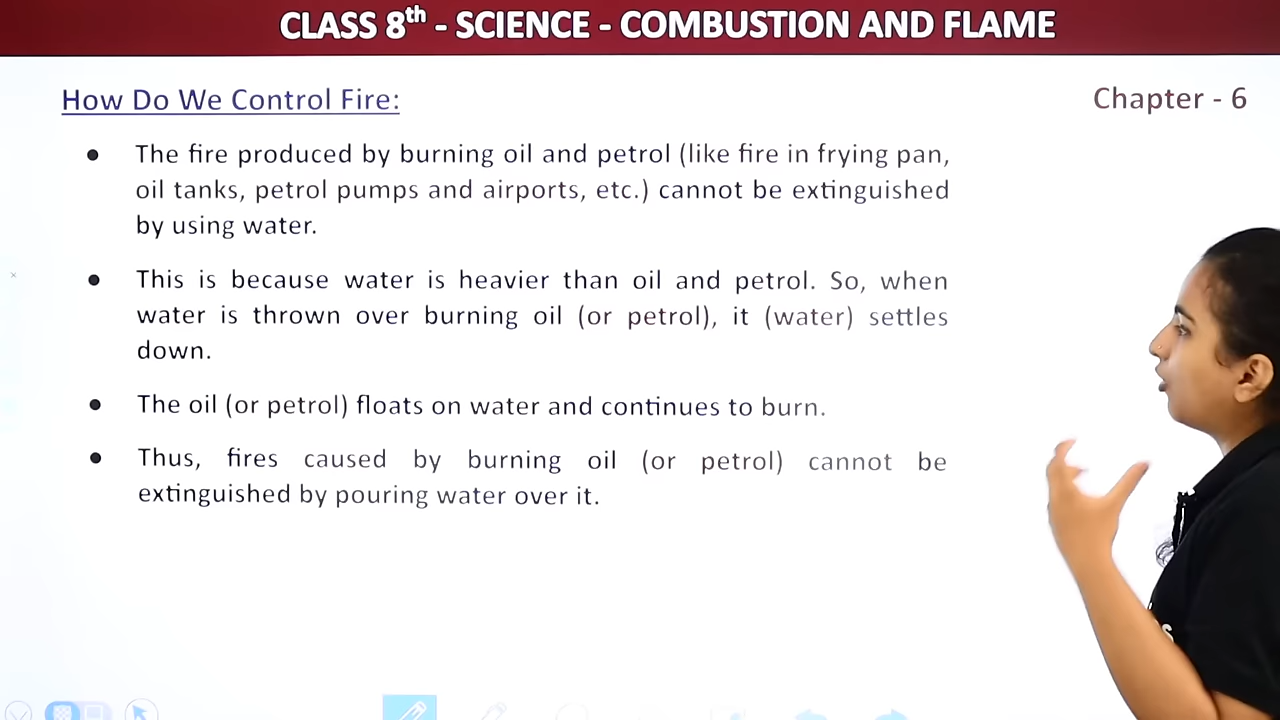 CLASS 8th - SCIENCE - COMBUSTION AND FLAME
How Do We Control Fire:
Chapter - 6
● The fire produced by burning oil and petrol (like fire in frying pan,
oil tanks, petrol pumps and airports, etc.) cannot be extinguished
by using water.
● This is because water is heavier than oil and petrol. So, when
water is thrown over burning oil (or petrol), it (water) settles
down.
● The oil (or petrol) floats on water and continues to burn.
● Thus, fires caused by burning oil (or petrol) cannot be
extinguished by pouring water over it.